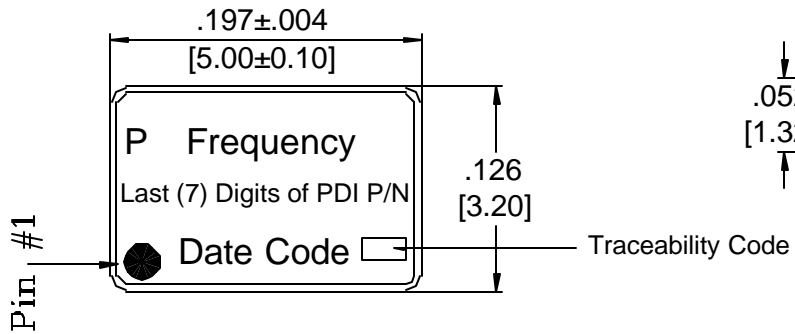 .197±.004
[5.00±0.10]
P Frequency
Last (7) Digits of PDI P/N
Date Code
.126
[3.20]
Traceability Code
Pin #1